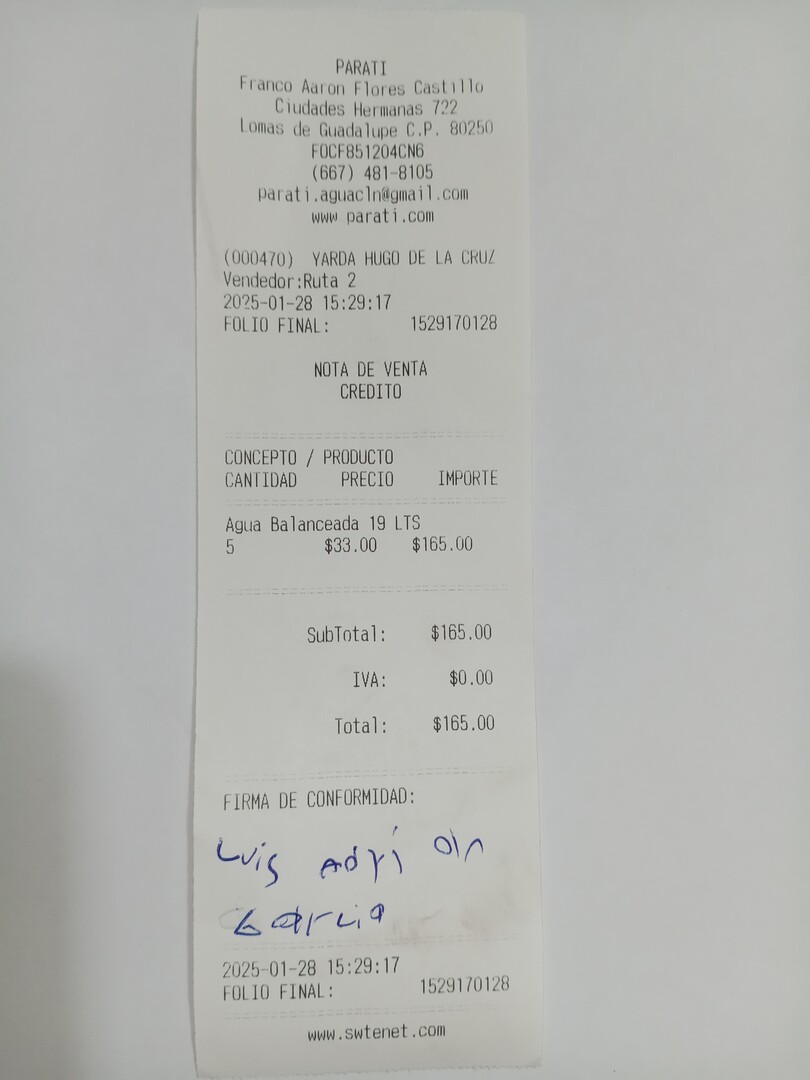 PARATI
Franco Aaron Flores Castillo
Ciudades Hermanas 722
Lomas de Guadalupe C.P. 80250
FOCF851204CN6
(667) 481-8105
parati.aguacln@gmail.com
www parati.com
(000470) YARDA HUGO DE LA CRUZ
Vendedor:Ruta 2
2025-01-28 15:29:17
FOLIO FINAL: 1529170128
NOTA DE VENTA
CREDITO
CONCEPTO / PRODUCTO
CANTIDAD PRECIO IMPORTE
Agua Balanceada 19 LTS
5 $33.00 $165.00
SubTotal: $165.00
IVA: $0.00
Total: $165.00
FIRMA DE CONFORMIDAD:
Luis Adrián
Garcia
2025-01-28 15:29:17
FOLIO FINAL: 1529170128
www.swtenet.com